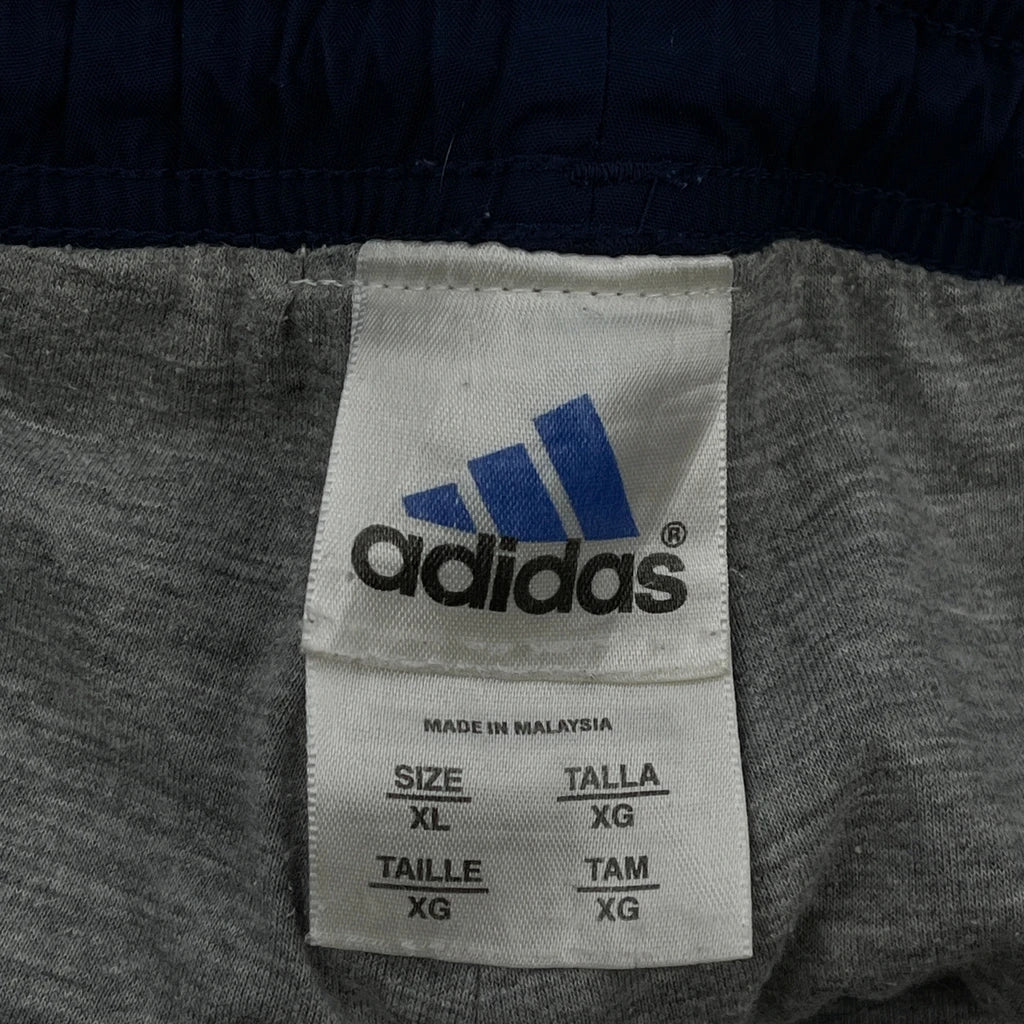 adidas®
MADE IN MALAYSIA
SIZE TALLA
XL XG
TAILLE TAM
XG XG